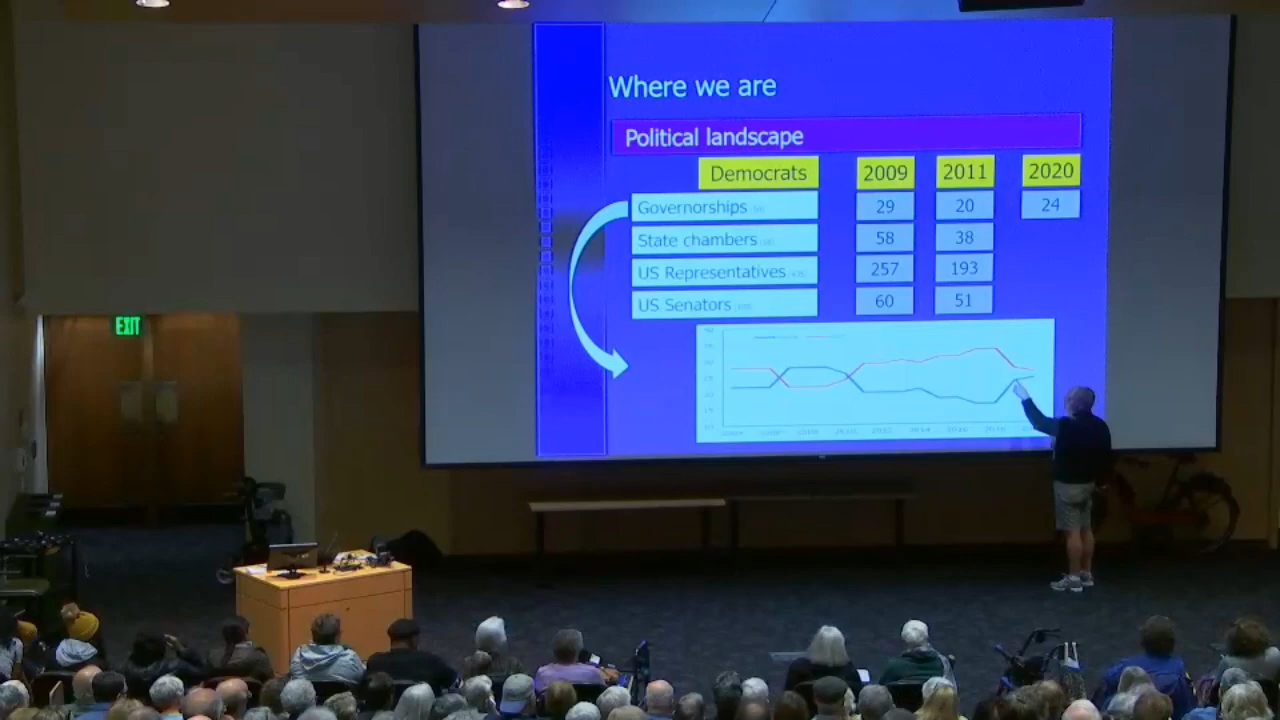 EXIT
Where we are
Political landscape
Democrats 2009 2011 2020
Governorships 29 20 24
State chambers 58 38
US Representatives 257 193
US Senators 60 51